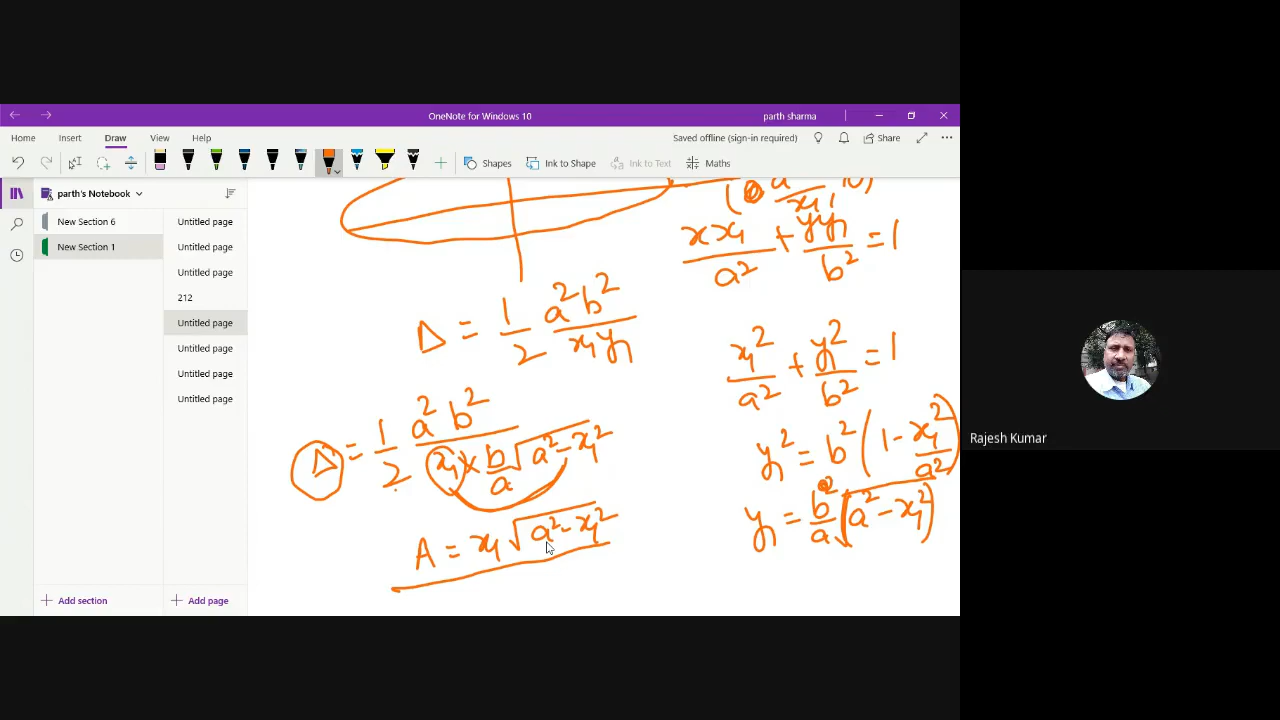 OneNote for Windows 10
parth sharma
Home Insert Draw View Help
Saved offline (sign-in required)
Share
Shapes
Ink to Shape
Ink to Text
Maths
parth's Notebook
New Section 6
New Section 1
Untitled page
Untitled page
Untitled page
212
Untitled page
Untitled page
Untitled page
Untitled page
Add section
Add page
xx₁/a² + yy₁/b² = 1
Δ = 1/2 a²b²/x₁y₁
x₁²/a² + y₁²/b² = 1
Δ = 1/2 a²b²/(x₁ × b/a √(a²-x₁²))
y₁² = b²(1 - x₁²/a²)
y₁ = b/a √(a² - x₁²)
A = x₁√(a²-x₁²)
Rajesh Kumar